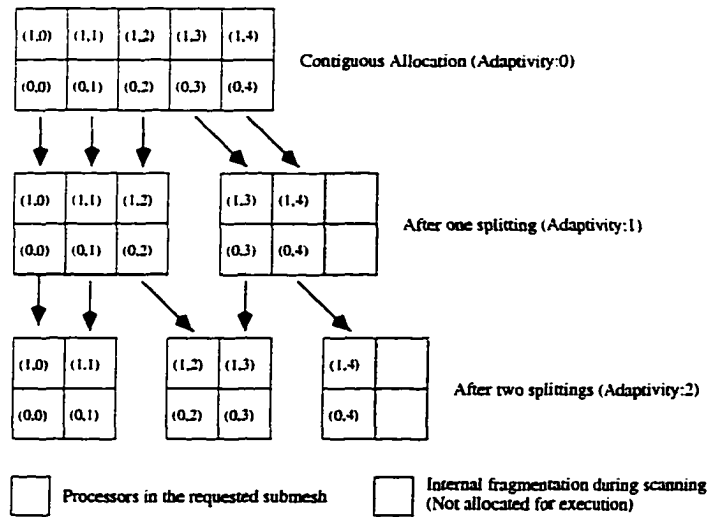 (1,0) (1,1) (1,2) (1,3) (1,4)
Contiguous Allocation (Adaptivity:0)
(0,0) (0,1) (0,2) (0,3) (0,4)
(1,0) (1,1) (1,2) (1,3) (1,4)
After one splitting (Adaptivity:1)
(0,0) (0,1) (0,2) (0,3) (0,4)
(1,0) (1,1) (1,2) (1,3) (1,4)
After two splittings (Adaptivity:2)
(0,0) (0,1) (0,2) (0,3) (0,4)
Processors in the requested submesh
Internal fragmentation during scanning
(Not allocated for execution)